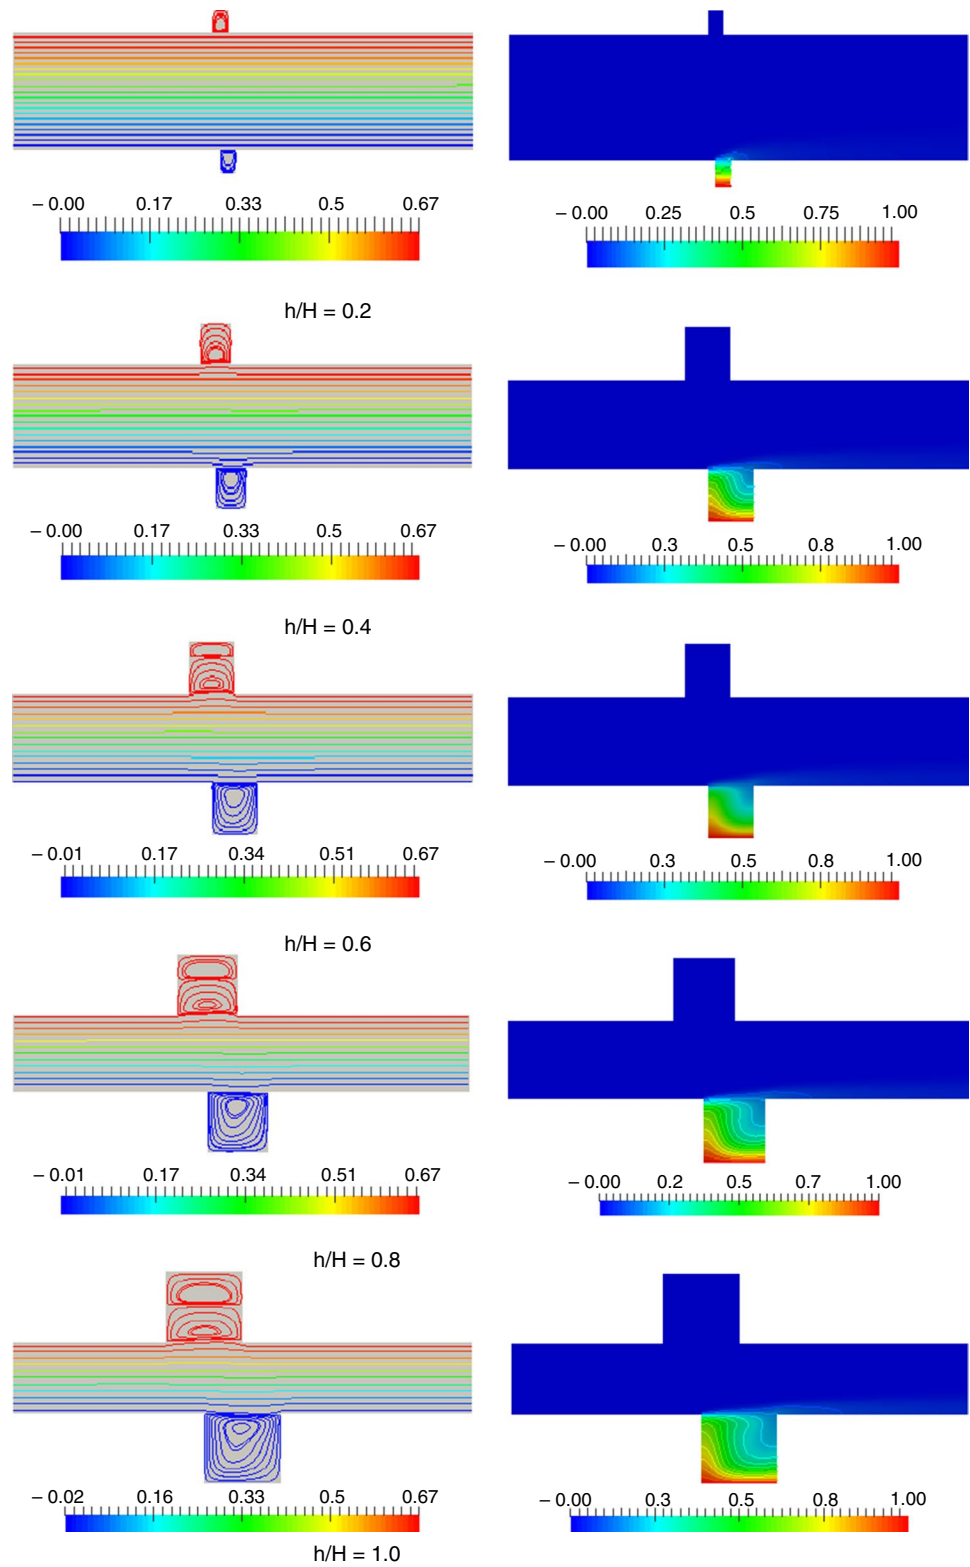 – 0.00 0.17 0.33 0.5 0.67
– 0.00 0.25 0.5 0.75 1.00
h/H = 0.2
– 0.00 0.17 0.33 0.5 0.67
– 0.00 0.3 0.5 0.8 1.00
h/H = 0.4
– 0.01 0.17 0.34 0.51 0.67
– 0.00 0.3 0.5 0.8 1.00
h/H = 0.6
– 0.01 0.17 0.34 0.51 0.67
– 0.00 0.2 0.5 0.7 1.00
h/H = 0.8
– 0.02 0.16 0.33 0.5 0.67
– 0.00 0.3 0.5 0.8 1.00
h/H = 1.0